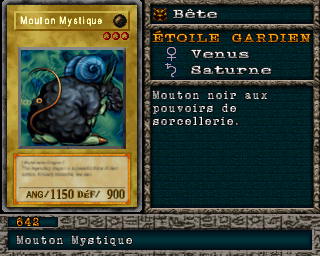 Mouton Mystique
ANG/1150 DÉF/ 900
Bête
ÉTOILE GARDIEN
Venus
Saturne
Mouton noir aux
pouvoirs de
sorcellerie.
642
Mouton Mystique